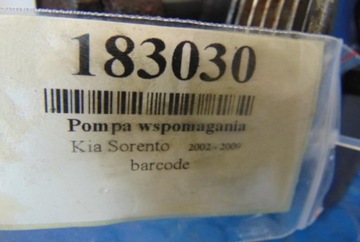 183030
Pompa wspomagania
Kia Sorento 2002-2009
barcode